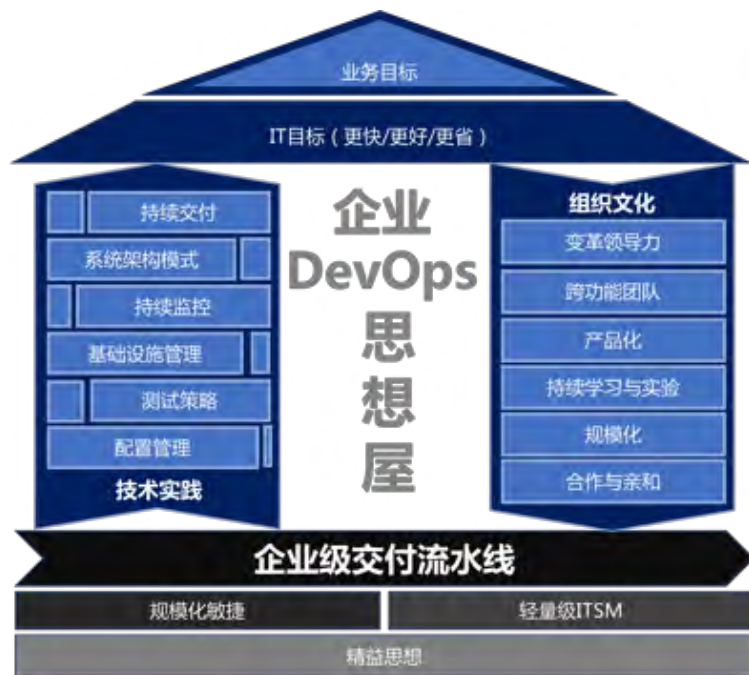 业务目标
IT目标（更快/更好/更省）
持续交付
系统架构模式
持续监控
基础设施管理
测试策略
配置管理
技术实践
企业
DevOps
思
想
屋
组织文化
变革领导力
跨功能团队
产品化
持续学习与实验
规模化
合作与亲和
企业级交付流水线
规模化敏捷
轻量级ITSM
精益思想